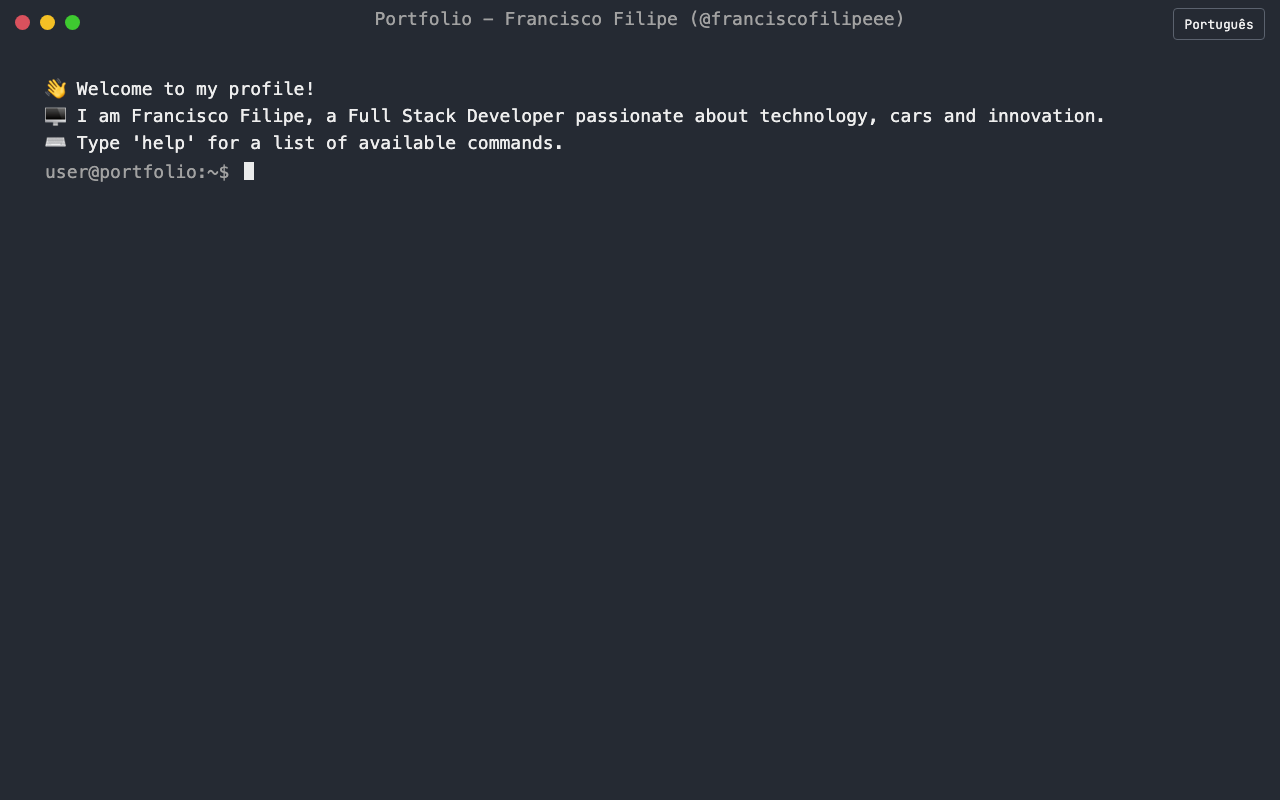 Portfolio – Francisco Filipe (@franciscofilipeee)
Português
👋 Welcome to my profile!
🖥️ I am Francisco Filipe, a Full Stack Developer passionate about technology, cars and innovation.
⌨️ Type 'help' for a list of available commands.
user@portfolio:~$